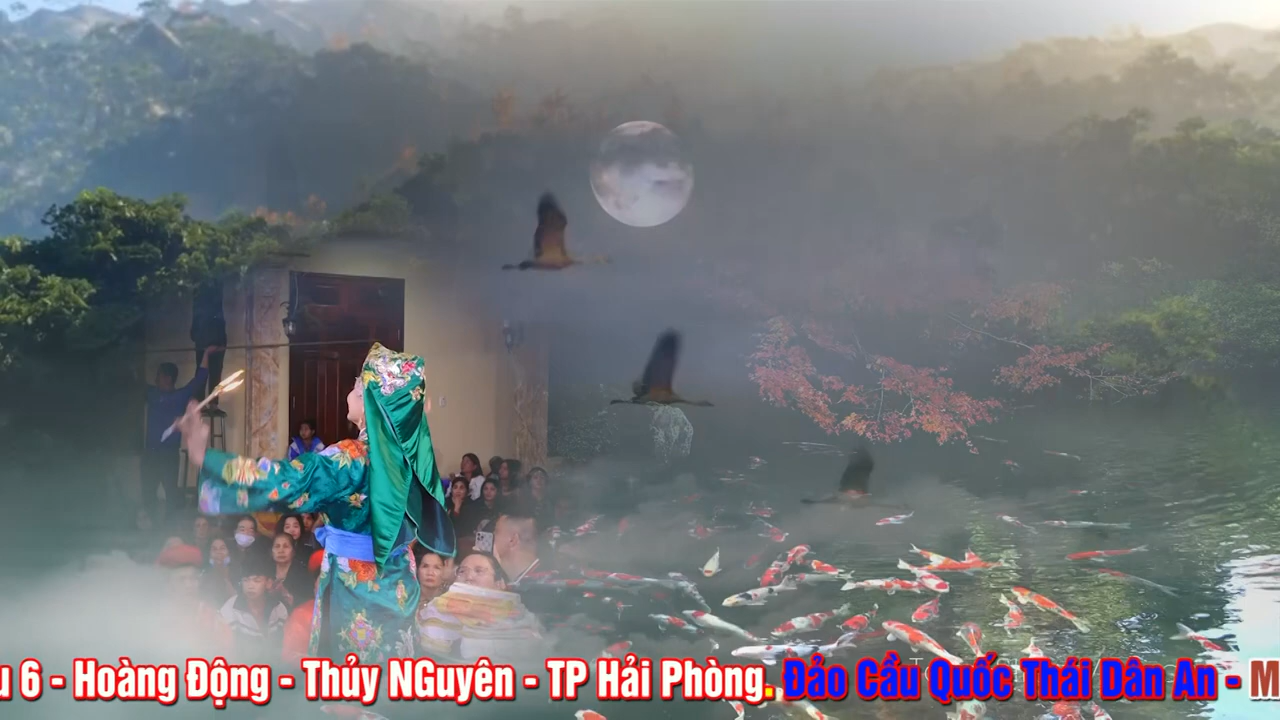 u 6 - Hoàng Động - Thủy NGuyên - TP Hải Phòng. Đảo Cầu Quốc Thái Dân An - M